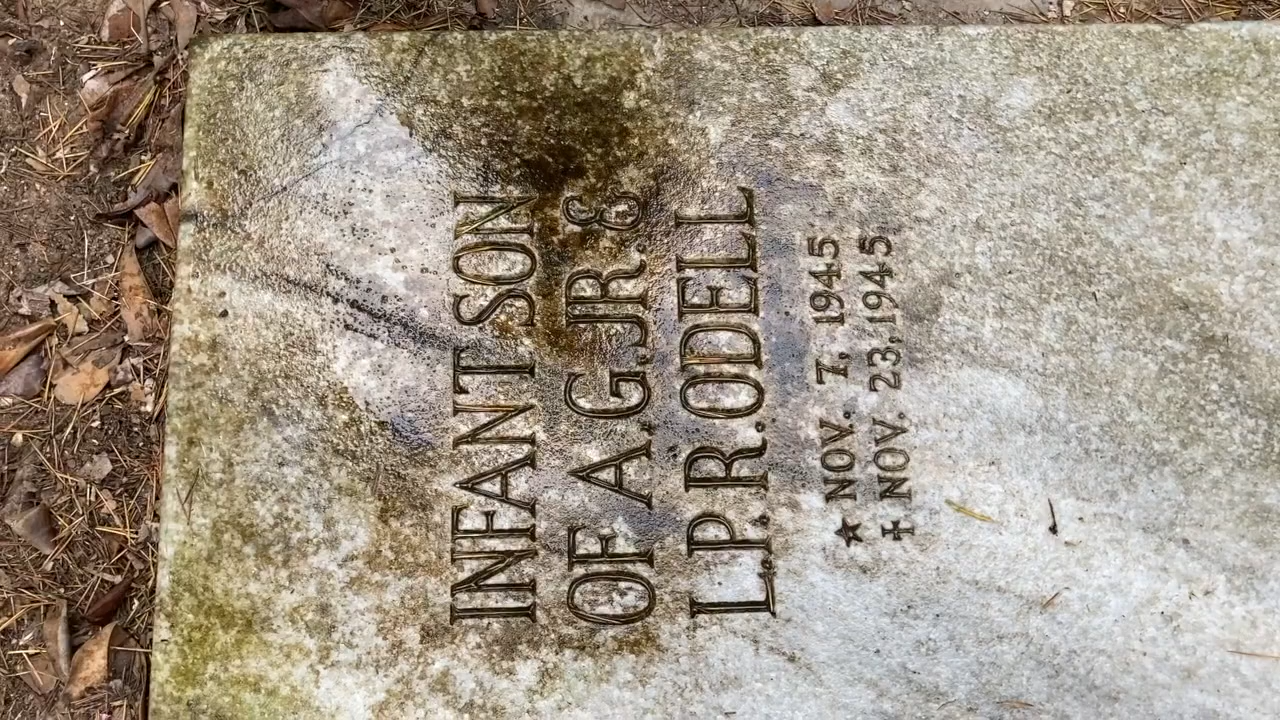 INFANT SON
OF A.G.JR. &
L.P.R.ODELL
★ NOV. 7, 1945
✝ NOV. 23,1945